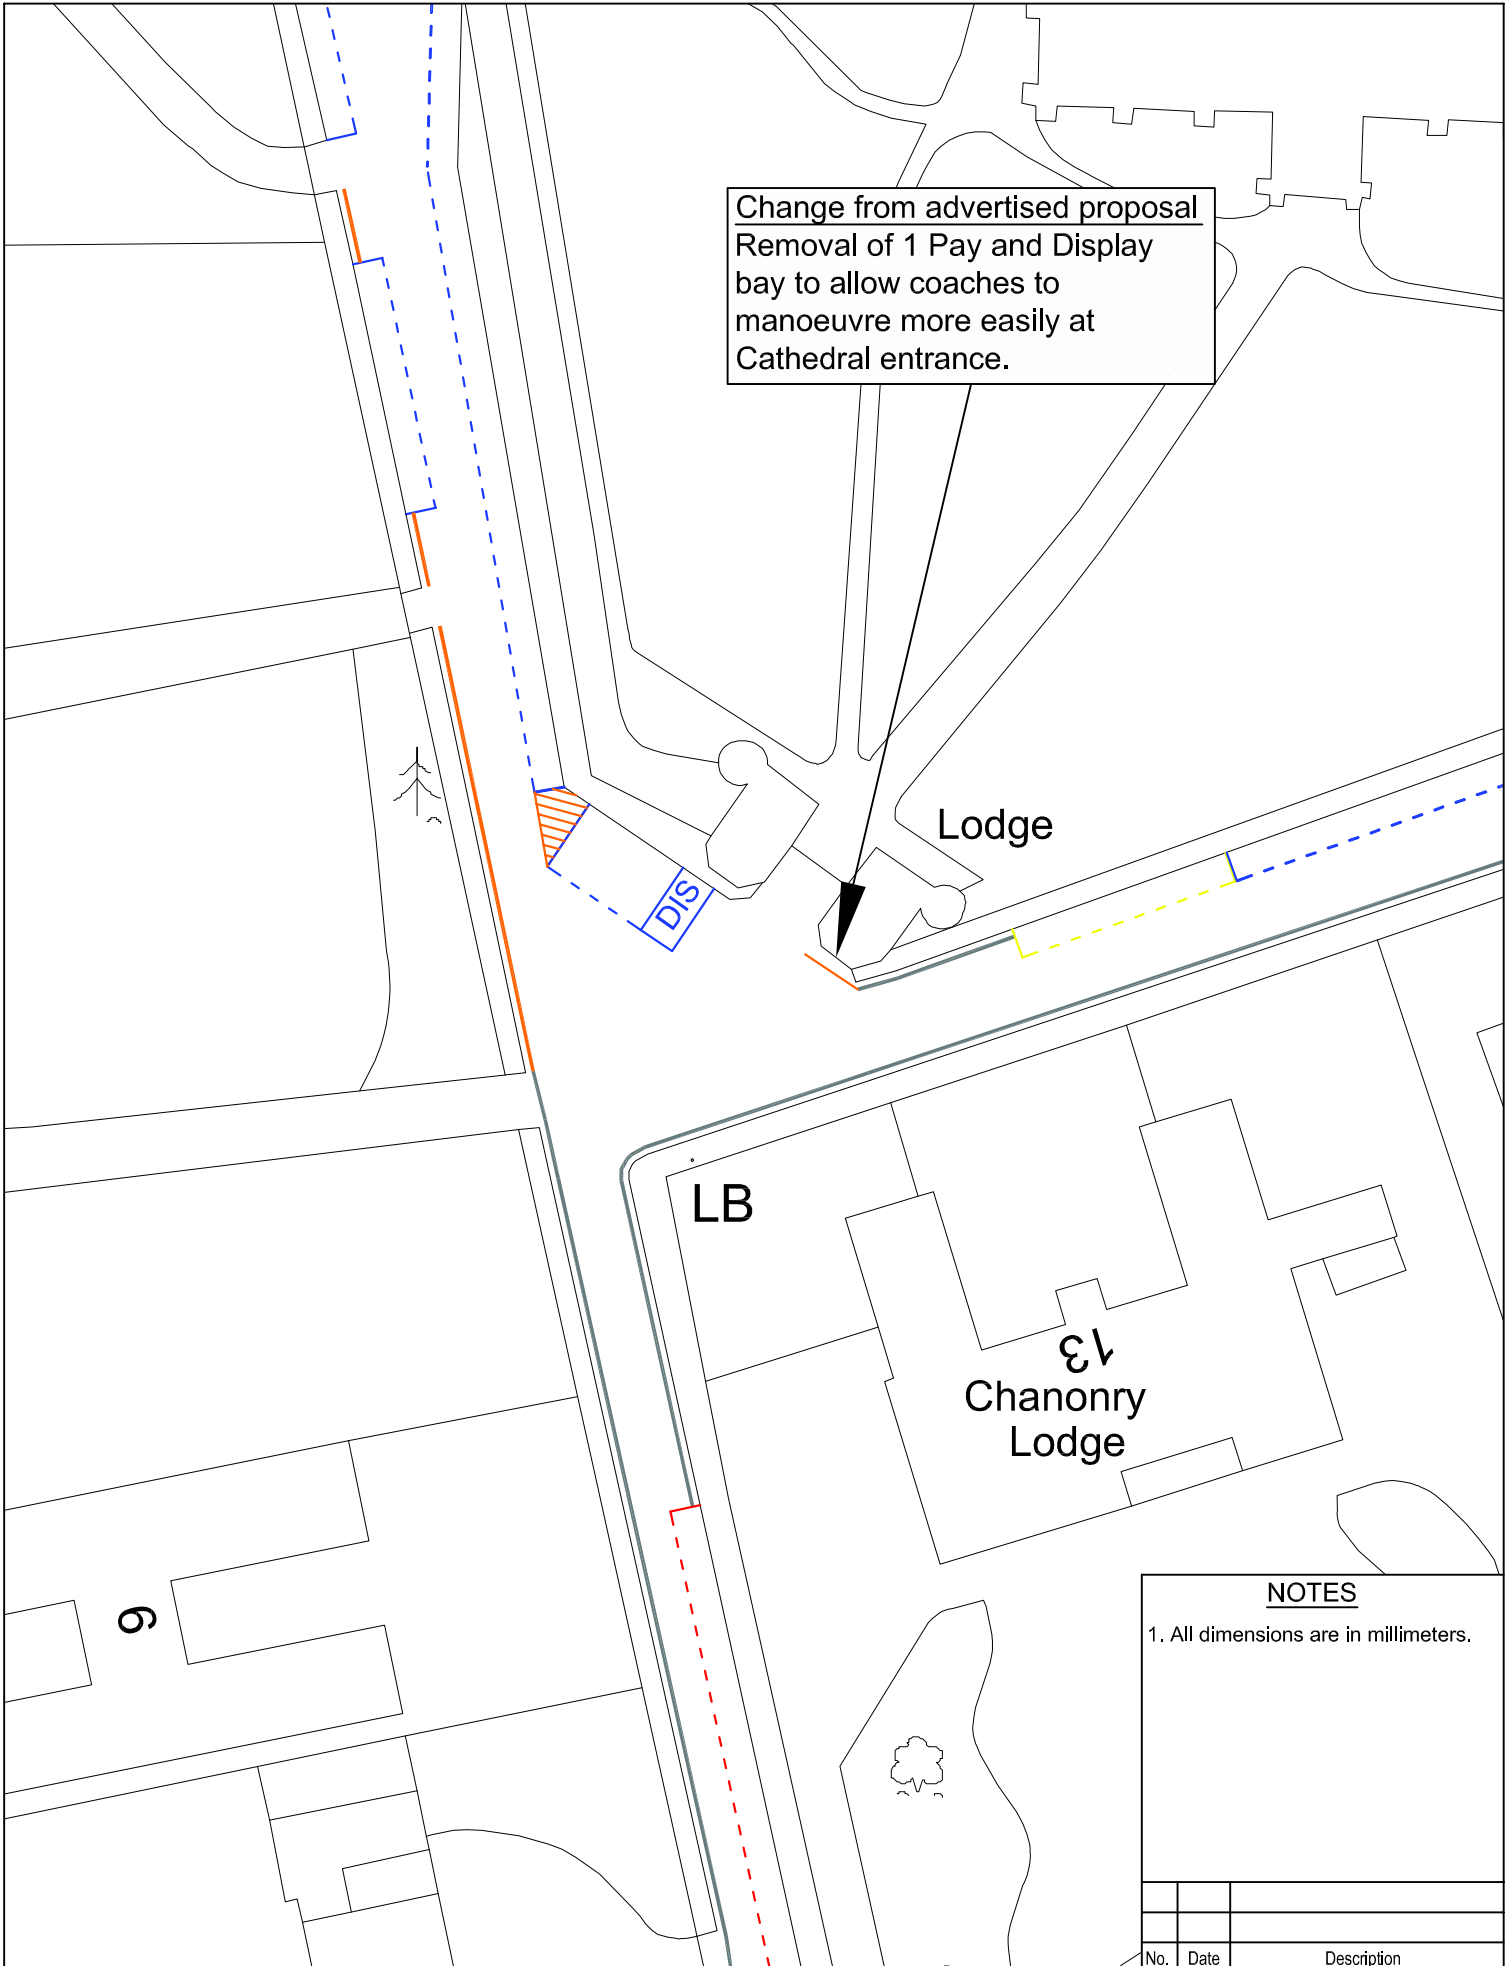 Change from advertised proposal
Removal of 1 Pay and Display
bay to allow coaches to
manoeuvre more easily at
Cathedral entrance.
Lodge
DIS
LB
13
Chanonry
Lodge
9
NOTES
1. All dimensions are in millimeters.
No. Date Description